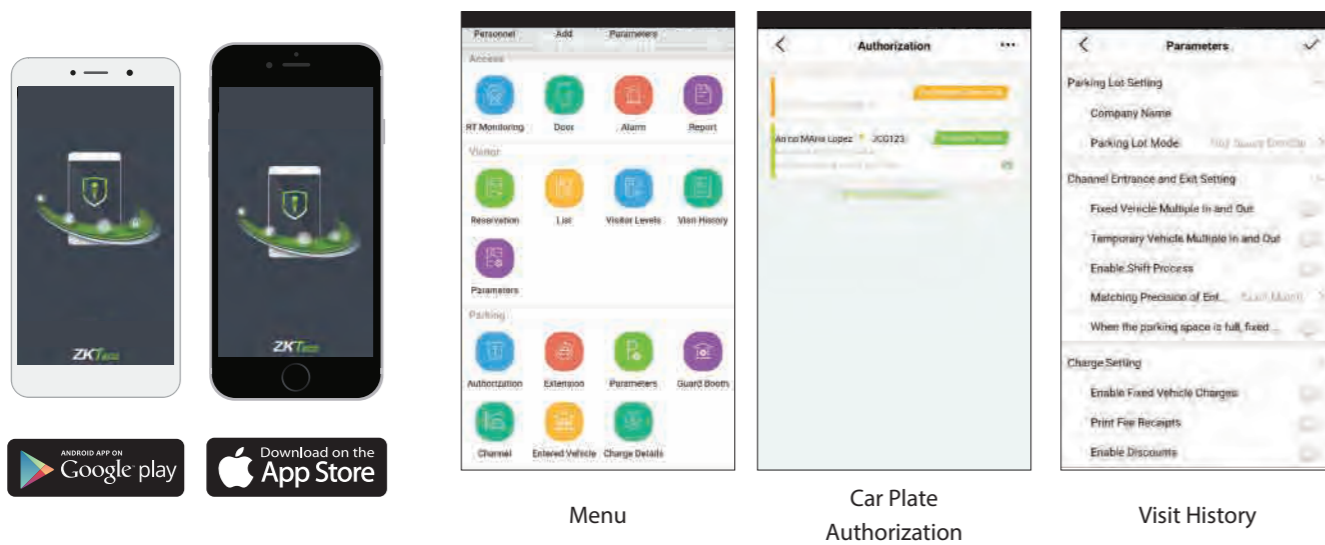 ZKTeco
ZKTeco
ANDROID APP ON
Google play
Download on the
App Store
Personnel Add Parameters
Access
RT Monitoring Door Alarm Report
Visitor
Reservation List Visitor Levels Visit History
Parameters
Parking
Authorization Extension Parameters Guard Booth
Channel Entered Vehicle Charge Details
Menu
Authorization
Lopez JCG123
Car Plate
Authorization
Parameters
Parking Lot Setting
Company Name
Parking Lot Mode
Channel Entrance and Exit Setting
Fixed Vehicle Multiple In and Out
Temporary Vehicle Multiple In and Out
Enable Shift Process
Matching Precision of Ent...
When the parking space is full, fixed ...
Charge Setting
Enable Fixed Vehicle Charges
Print Fee Receipts
Enable Discounts
Visit History